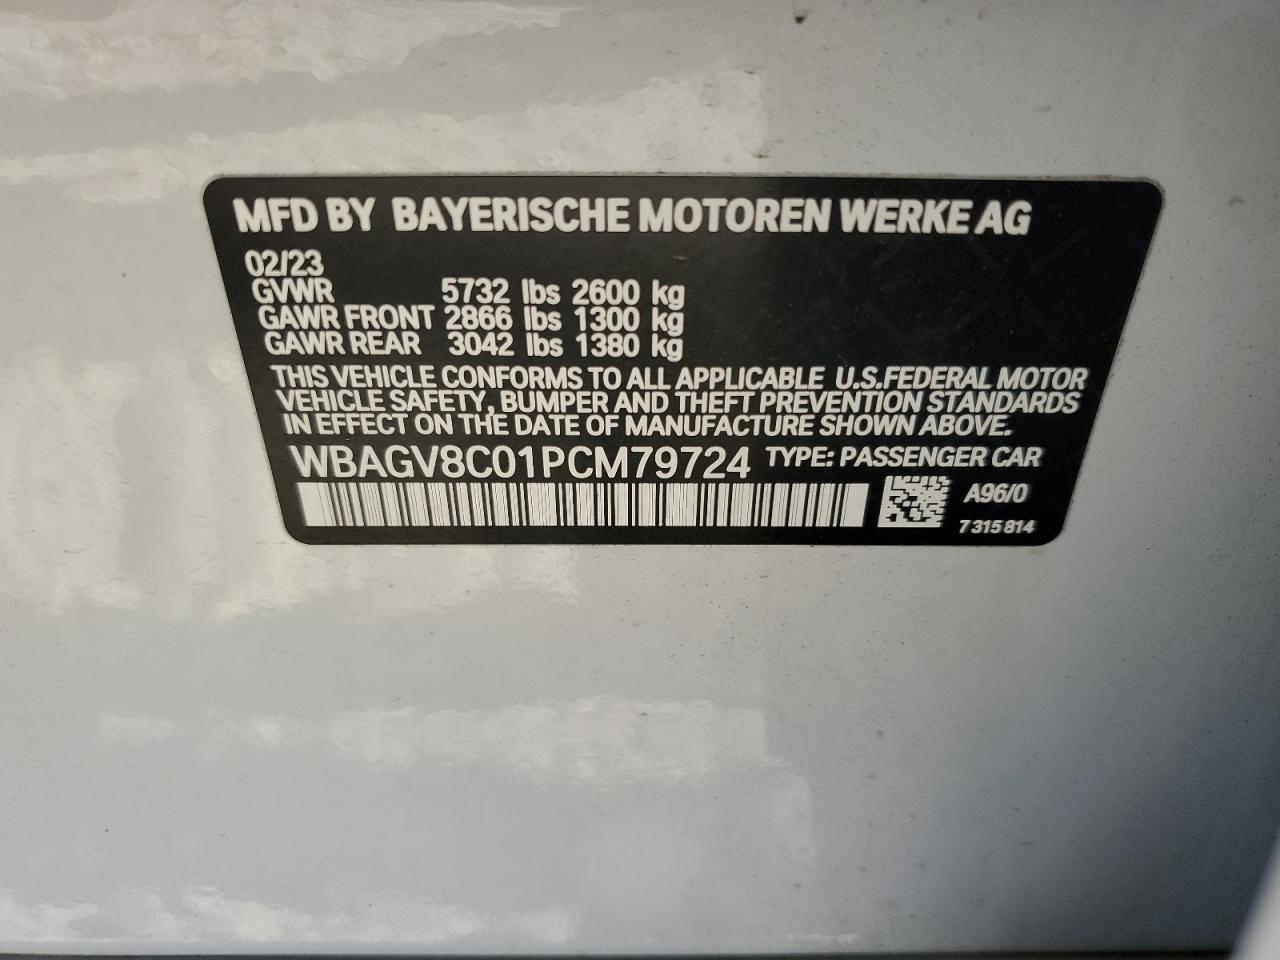 MFD BY BAYERISCHE MOTOREN WERKE AG
02/23
GVWR 5732 lbs 2600 kg
GAWR FRONT 2866 lbs 1300 kg
GAWR REAR 3042 lbs 1380 kg
THIS VEHICLE CONFORMS TO ALL APPLICABLE U.S.FEDERAL MOTOR
VEHICLE SAFETY, BUMPER AND THEFT PREVENTION STANDARDS
IN EFFECT ON THE DATE OF MANUFACTURE SHOWN ABOVE.
WBAGV8C01PCM79724 TYPE: PASSENGER CAR
A96/0
7 315 814